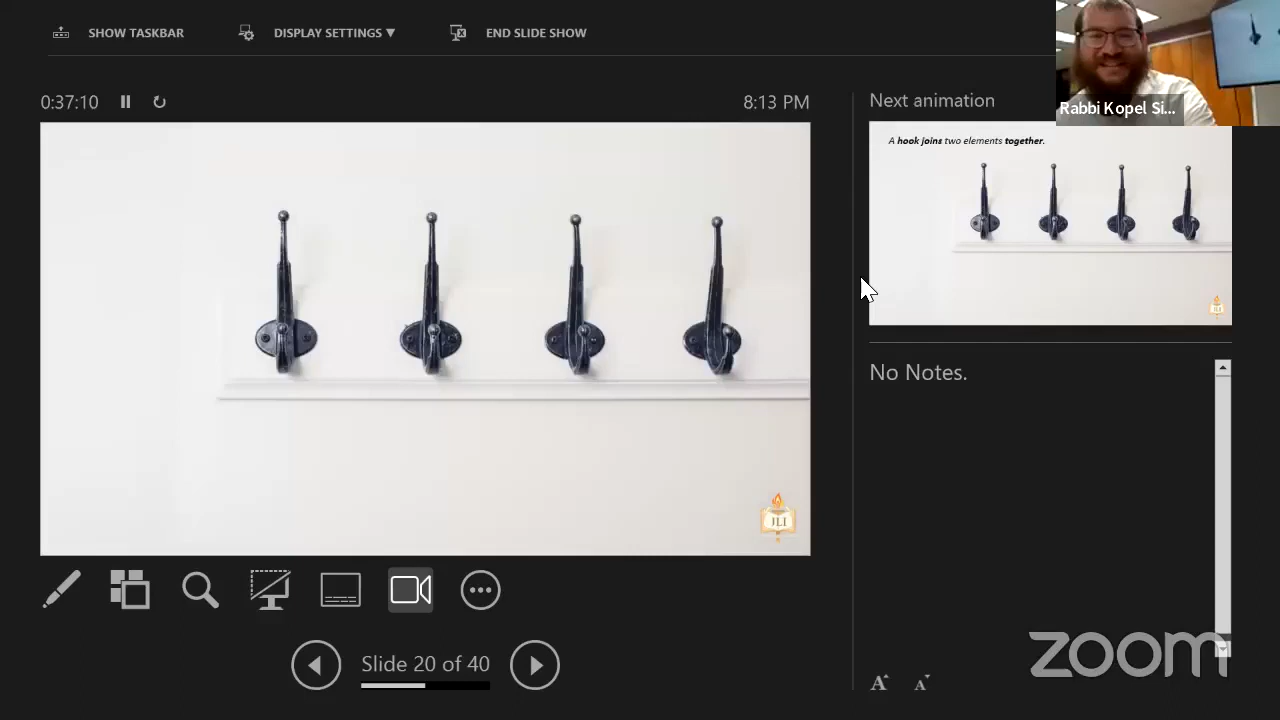 SHOW TASKBAR
DISPLAY SETTINGS ▼
END SLIDE SHOW
0:37:10
8:13 PM
Next animation
Rabbi Kopel Si...
A hook joins two elements together.
No Notes.
JLI
Slide 20 of 40
A A
zoom